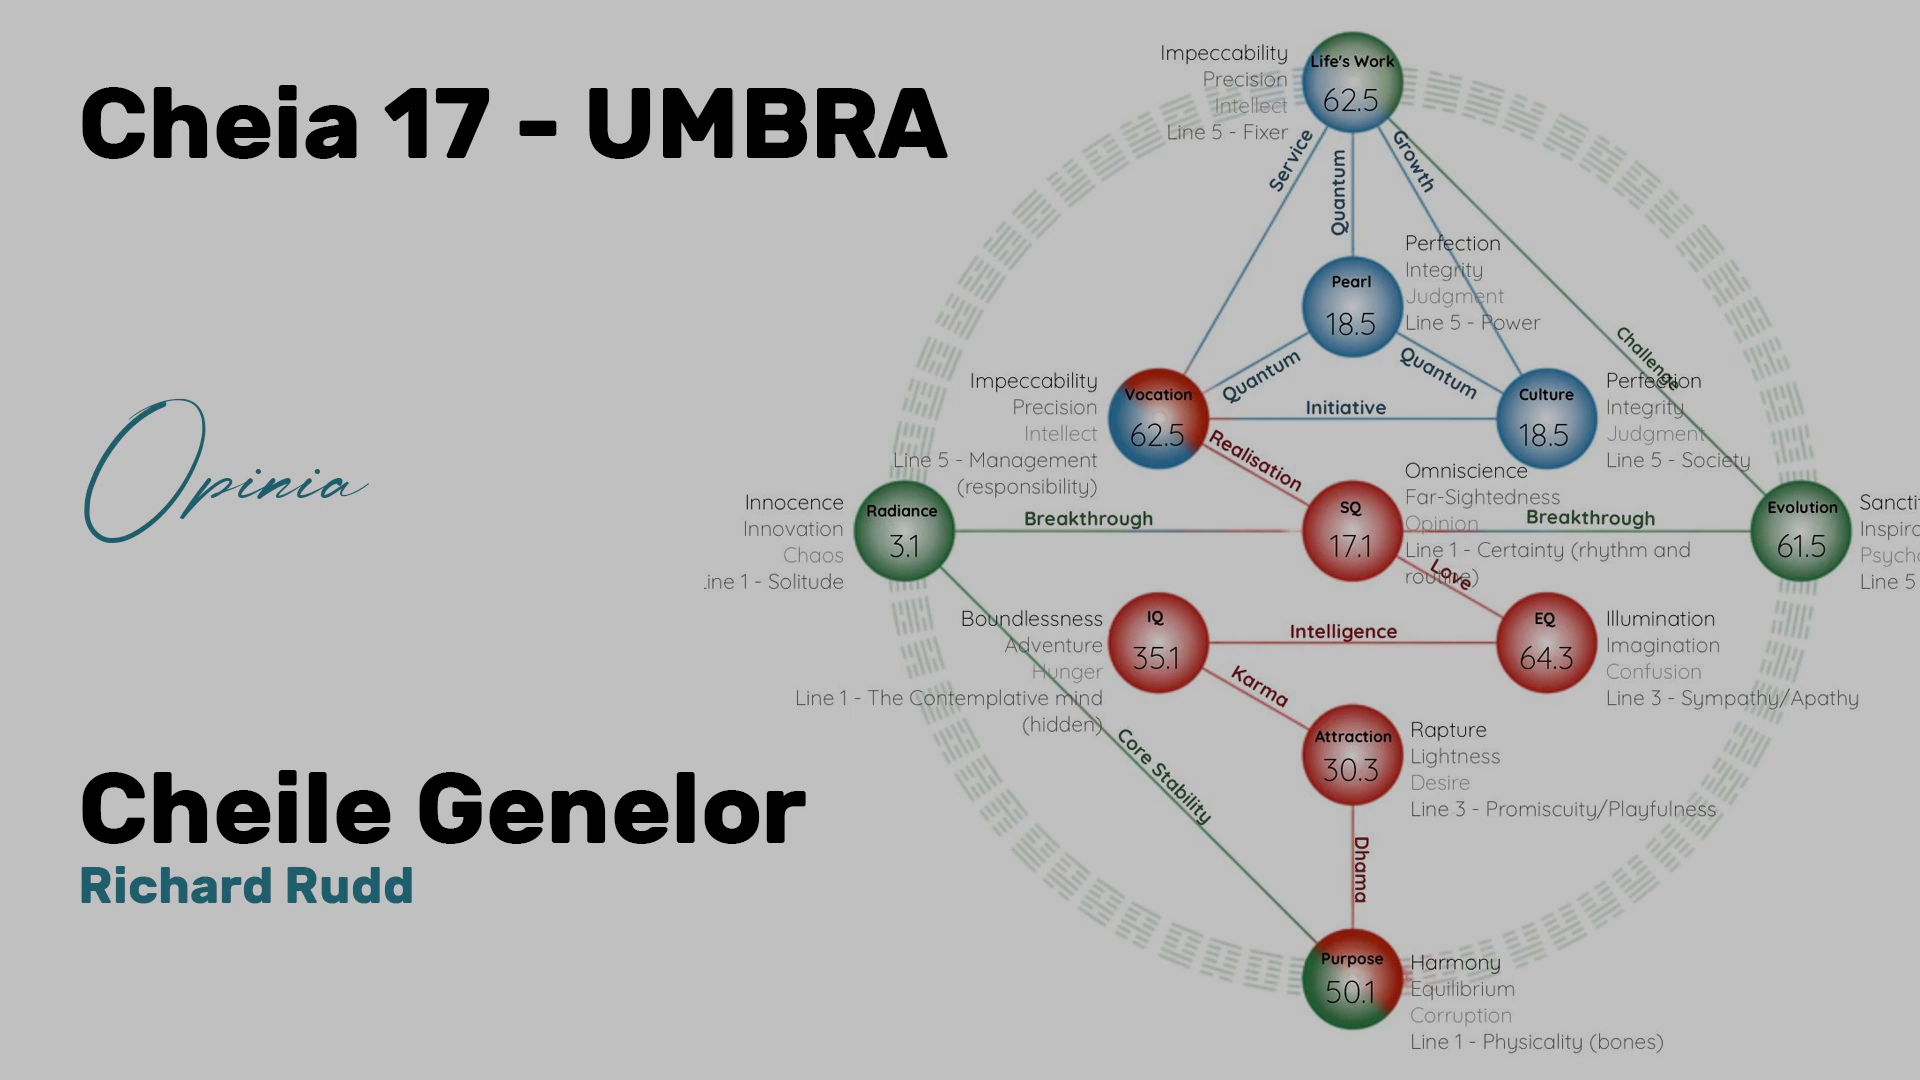 Cheia 17 - UMBRA
Opinia
Cheile Genelor
Richard Rudd
Impeccability
Precision
Intellect
Line 5 - Fixer
Life's Work
62.5
Service
Quantum
Growth
Challenge
Perfection
Integrity
Judgment
Line 5 - Power
Pearl
18.5
Quantum
Quantum
Impeccability
Precision
Intellect
Line 5 - Management
(responsibility)
Vocation
62.5
Initiative
Culture
18.5
Perfection
Integrity
Judgment
Line 5 - Society
Realisation
Innocence
Innovation
Chaos
ine 1 - Solitude
Radiance
3.1
Breakthrough
SQ
17.1
Omniscience
Far-Sightedness
Opinion
Line 1 - Certainty (rhythm and
routine)
Breakthrough
Evolution
61.5
Sancti
Inspira
Psycho
Line 5
Love
Boundlessness
Adventure
Hunger
Line 1 - The Contemplative mind
(hidden)
IQ
35.1
Intelligence
EQ
64.3
Illumination
Imagination
Confusion
Line 3 - Sympathy/Apathy
Karma
Attraction
30.3
Rapture
Lightness
Desire
Line 3 - Promiscuity/Playfulness
Core Stability
Dhama
Purpose
50.1
Harmony
Equilibrium
Corruption
Line 1 - Physicality (bones)